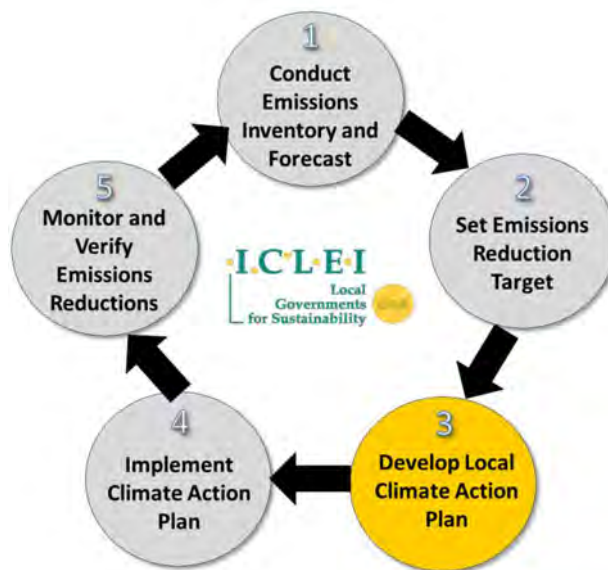 1
Conduct
Emissions
Inventory and
Forecast
2
Set Emissions
Reduction
Target
3
Develop Local
Climate Action
Plan
4
Implement
Climate Action
Plan
5
Monitor and
Verify
Emissions
Reductions
I.C.L.E.I
Local
Governments
for Sustainability